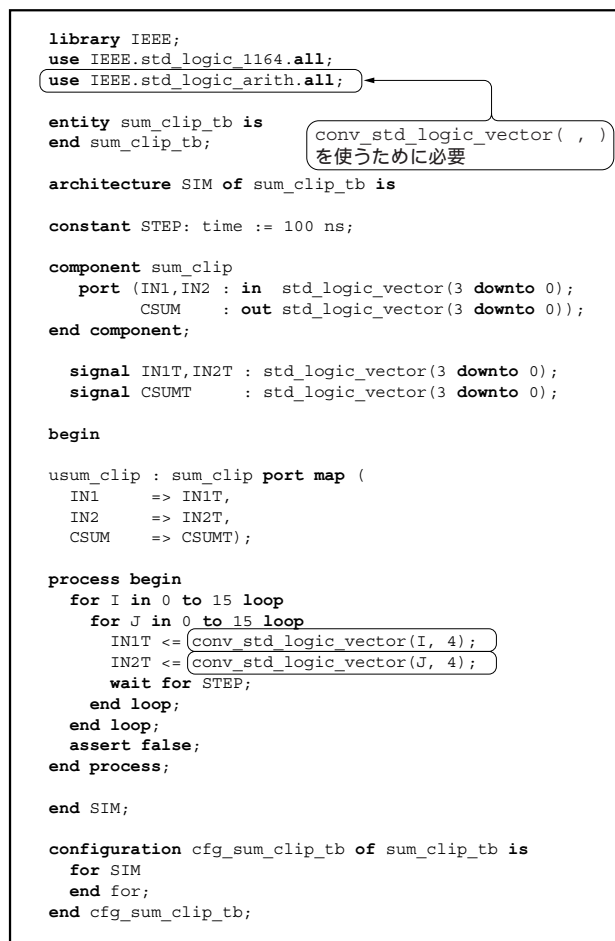 library IEEE;
use IEEE.std_logic_1164.all;
use IEEE.std_logic_arith.all;
entity sum_clip_tb is
end sum_clip_tb;
conv_std_logic_vector( , )
を使うために必要
architecture SIM of sum_clip_tb is
constant STEP: time := 100 ns;
component sum_clip
port (IN1,IN2 : in std_logic_vector(3 downto 0);
CSUM : out std_logic_vector(3 downto 0));
end component;
signal IN1T,IN2T : std_logic_vector(3 downto 0);
signal CSUMT : std_logic_vector(3 downto 0);
begin
usum_clip : sum_clip port map (
IN1 => IN1T,
IN2 => IN2T,
CSUM => CSUMT);
process begin
for I in 0 to 15 loop
for J in 0 to 15 loop
IN1T <= conv_std_logic_vector(I, 4);
IN2T <= conv_std_logic_vector(J, 4);
wait for STEP;
end loop;
end loop;
assert false;
end process;
end SIM;
configuration cfg_sum_clip_tb of sum_clip_tb is
for SIM
end for;
end cfg_sum_clip_tb;